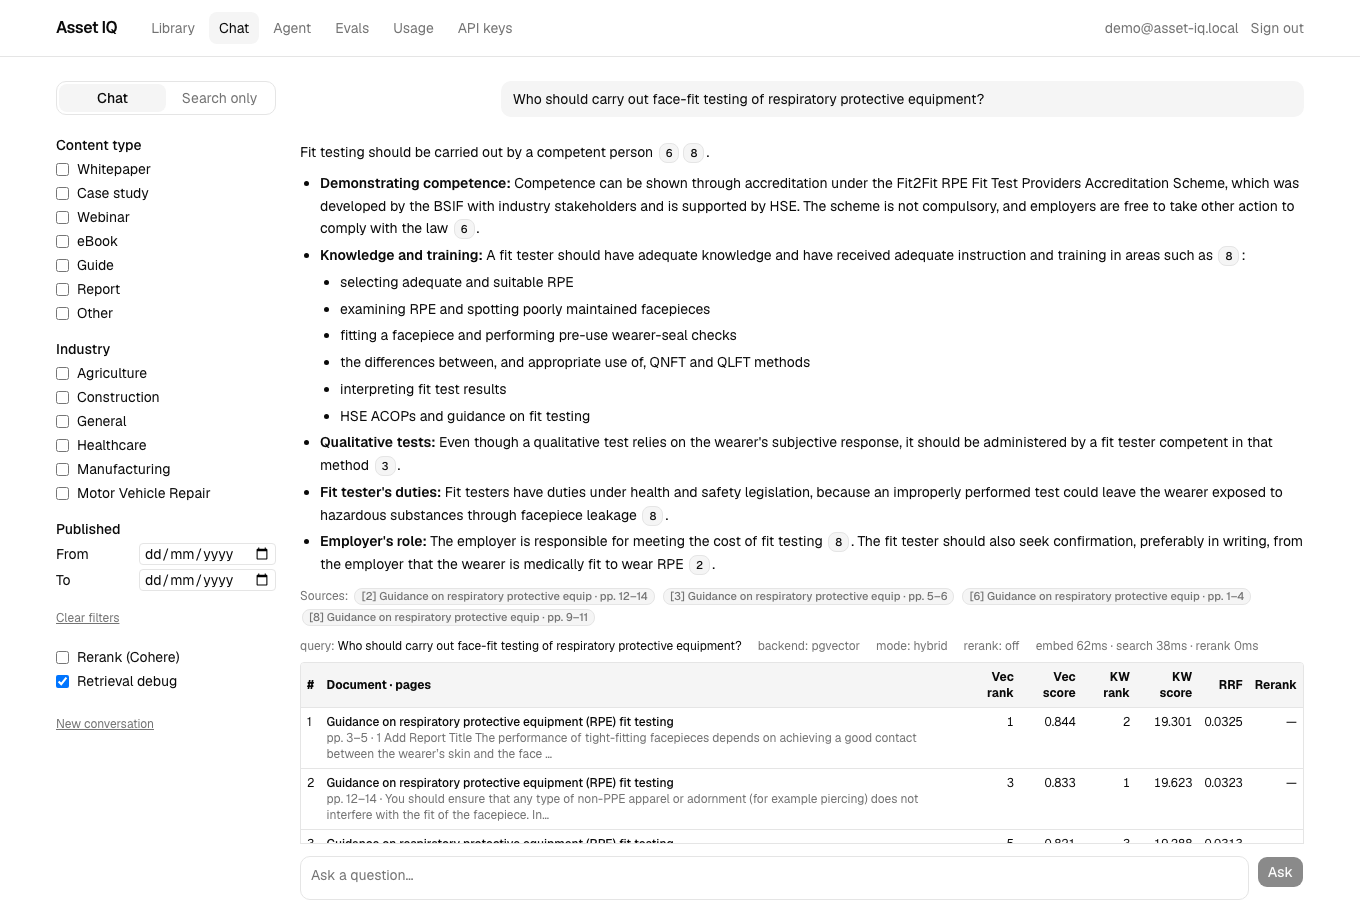 Asset IQ Library Chat Agent Evals Usage API keys demo@asset-iq.local Sign out
Chat Search only
Content type
Whitepaper
Case study
Webinar
eBook
Guide
Report
Other
Industry
Agriculture
Construction
General
Healthcare
Manufacturing
Motor Vehicle Repair
Published
From dd/mm/yyyy
To dd/mm/yyyy
Clear filters
Rerank (Cohere)
Retrieval debug
New conversation
Who should carry out face-fit testing of respiratory protective equipment?
Fit testing should be carried out by a competent person 6 8 .
• Demonstrating competence: Competence can be shown through accreditation under the Fit2Fit RPE Fit Test Providers Accreditation Scheme, which was
developed by the BSIF with industry stakeholders and is supported by HSE. The scheme is not compulsory, and employers are free to take other action to
comply with the law 6 .
• Knowledge and training: A fit tester should have adequate knowledge and have received adequate instruction and training in areas such as 8 :
• selecting adequate and suitable RPE
• examining RPE and spotting poorly maintained facepieces
• fitting a facepiece and performing pre-use wearer-seal checks
• the differences between, and appropriate use of, QNFT and QLFT methods
• interpreting fit test results
• HSE ACOPs and guidance on fit testing
• Qualitative tests: Even though a qualitative test relies on the wearer's subjective response, it should be administered by a fit tester competent in that
method 3 .
• Fit tester's duties: Fit testers have duties under health and safety legislation, because an improperly performed test could leave the wearer exposed to
hazardous substances through facepiece leakage 8 .
• Employer's role: The employer is responsible for meeting the cost of fit testing 8 . The fit tester should also seek confirmation, preferably in writing, from
the employer that the wearer is medically fit to wear RPE 2 .
Sources: [2] Guidance on respiratory protective equip · pp. 12–14 [3] Guidance on respiratory protective equip · pp. 5–6 [6] Guidance on respiratory protective equip · pp. 1–4
[8] Guidance on respiratory protective equip · pp. 9–11
query: Who should carry out face-fit testing of respiratory protective equipment? backend: pgvector mode: hybrid rerank: off embed 62ms · search 38ms · rerank 0ms
# Document · pages Vec rank Vec score KW rank KW score RRF Rerank
1 Guidance on respiratory protective equipment (RPE) fit testing 1 0.844 2 19.301 0.0325 —
pp. 3–5 · 1 Add Report Title The performance of tight-fitting facepieces depends on achieving a good contact
between the wearer's skin and the face …
2 Guidance on respiratory protective equipment (RPE) fit testing 3 0.833 1 19.623 0.0323 —
pp. 12–14 · You should ensure that any type of non-PPE apparel or adornment (for example piercing) does not
interfere with the fit of the facepiece. In…
3 Guidance on respiratory protective equipment (RPE) fit testing 5 0.821 3 19.288 0.0313
Ask a question… Ask